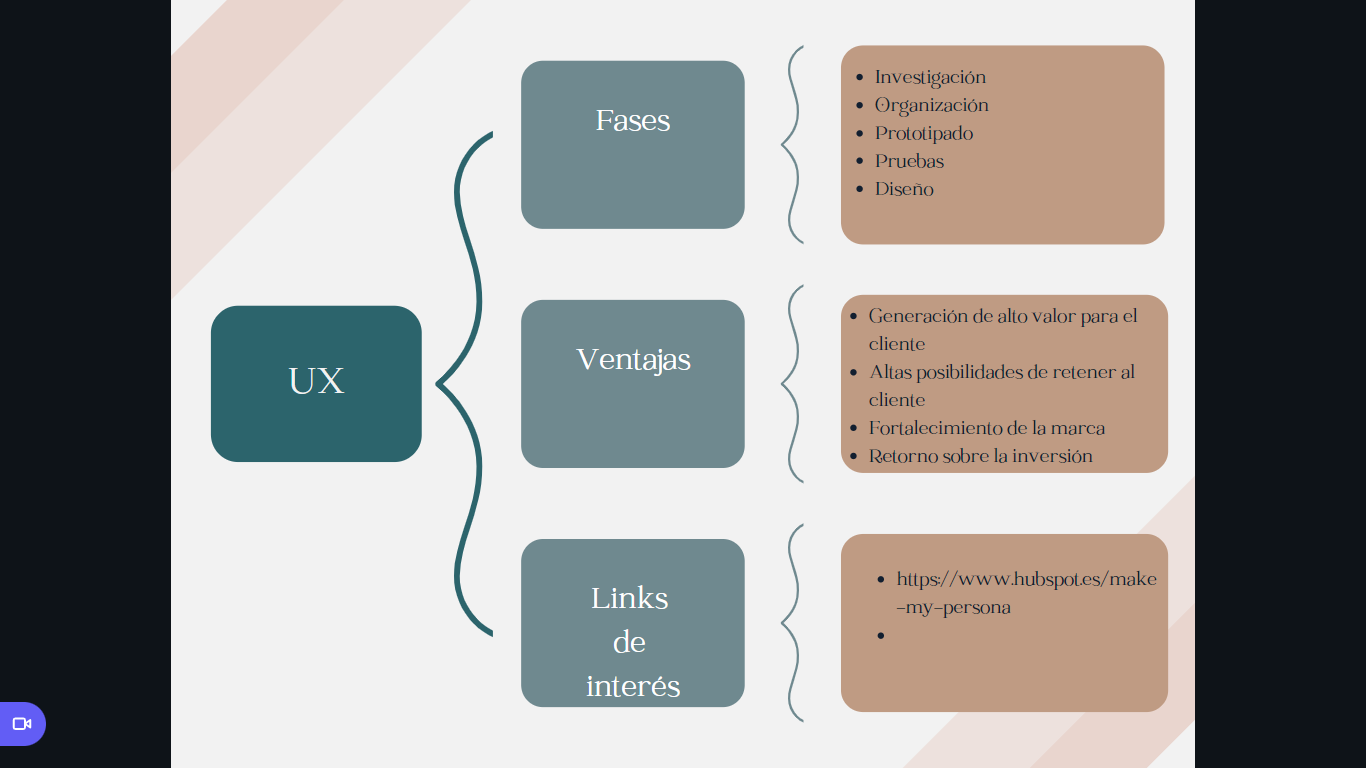 UX
Fases
• Investigación
• Organización
• Prototipado
• Pruebas
• Diseño
Ventajas
• Generación de alto valor para el
cliente
• Altas posibilidades de retener al
cliente
• Fortalecimiento de la marca
• Retorno sobre la inversión
Links
de
interés
• https://www.hubspot.es/make
-my-persona
•